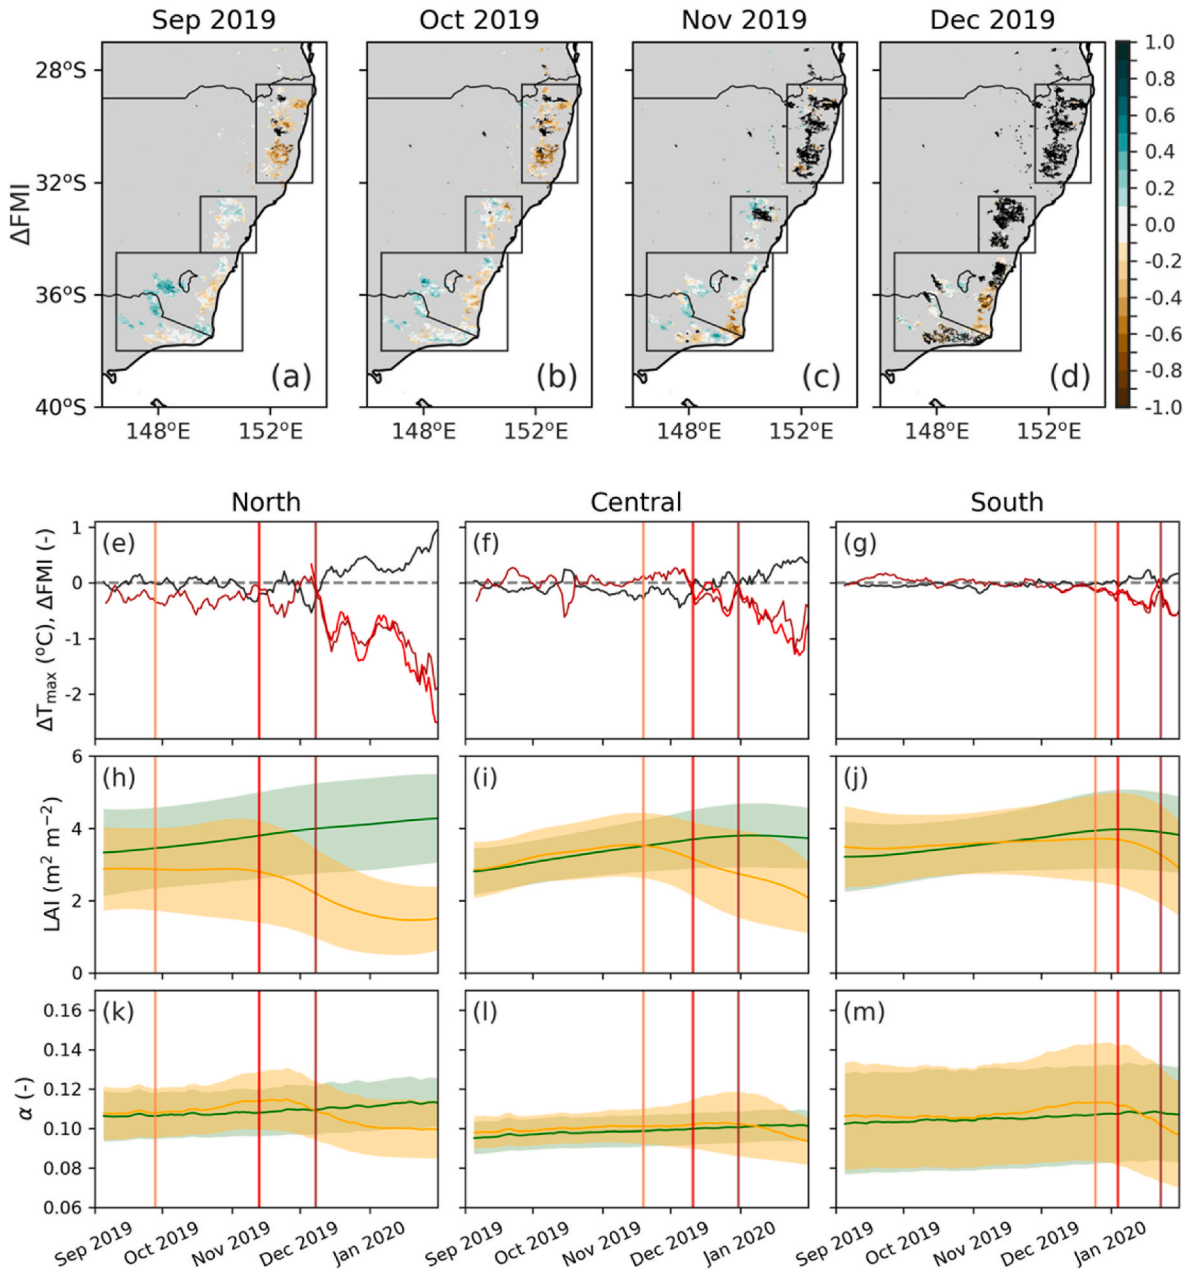 Sep 2019 Oct 2019 Nov 2019 Dec 2019
ΔFMI
28°S
32°S
36°S
40°S
(a) (b) (c) (d)
148°E 152°E 148°E 152°E 148°E 152°E 148°E 152°E
1.0
0.8
0.6
0.4
0.2
0.0
-0.2
-0.4
-0.6
-0.8
-1.0
North Central South
ΔTmax (°C), ΔFMI (-)
1
0
-1
-2
(e) (f) (g)
LAI (m² m⁻²)
6
4
2
0
(h) (i) (j)
α (-)
0.16
0.14
0.12
0.10
0.08
0.06
(k) (l) (m)
Sep 2019 Oct 2019 Nov 2019 Dec 2019 Jan 2020 Sep 2019 Oct 2019 Nov 2019 Dec 2019 Jan 2020 Sep 2019 Oct 2019 Nov 2019 Dec 2019 Jan 2020